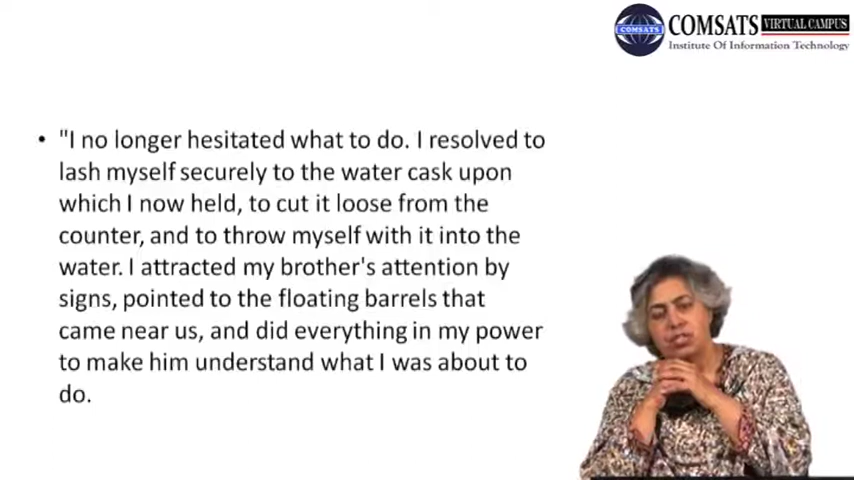 COMSATS VIRTUAL CAMPUS
COMSATS Institute Of Information Technology
• "I no longer hesitated what to do. I resolved to
lash myself securely to the water cask upon
which I now held, to cut it loose from the
counter, and to throw myself with it into the
water. I attracted my brother's attention by
signs, pointed to the floating barrels that
came near us, and did everything in my power
to make him understand what I was about to
do.